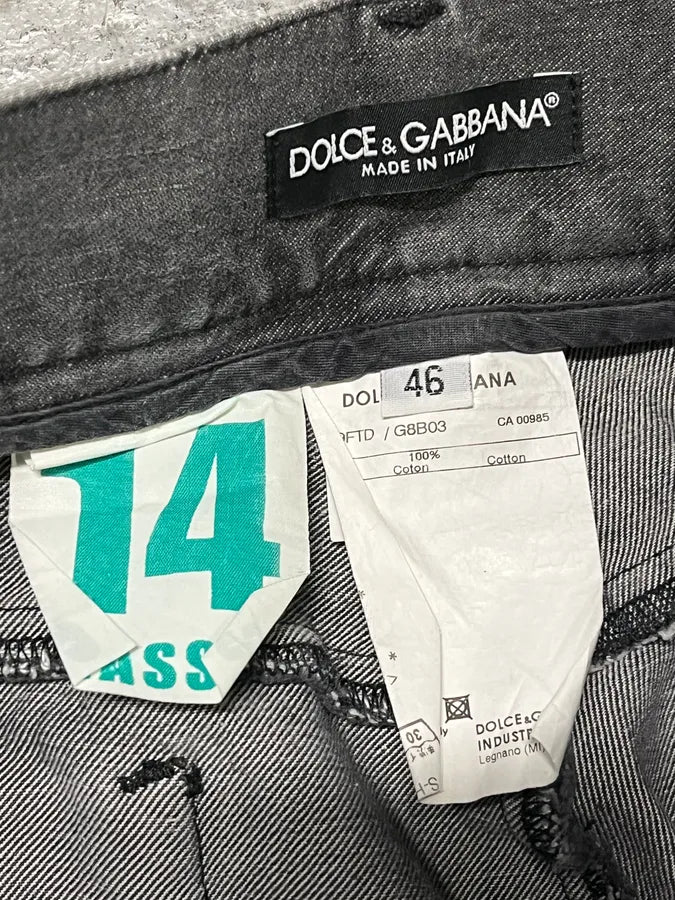 DOLCE & GABBANA®
MADE IN ITALY
46
DOL
ANA
FTD / G8B03
CA 00985
100%
Coton
Cotton
14
ASS
30
DOLCE&G
INDUSTR
Legnano (MI